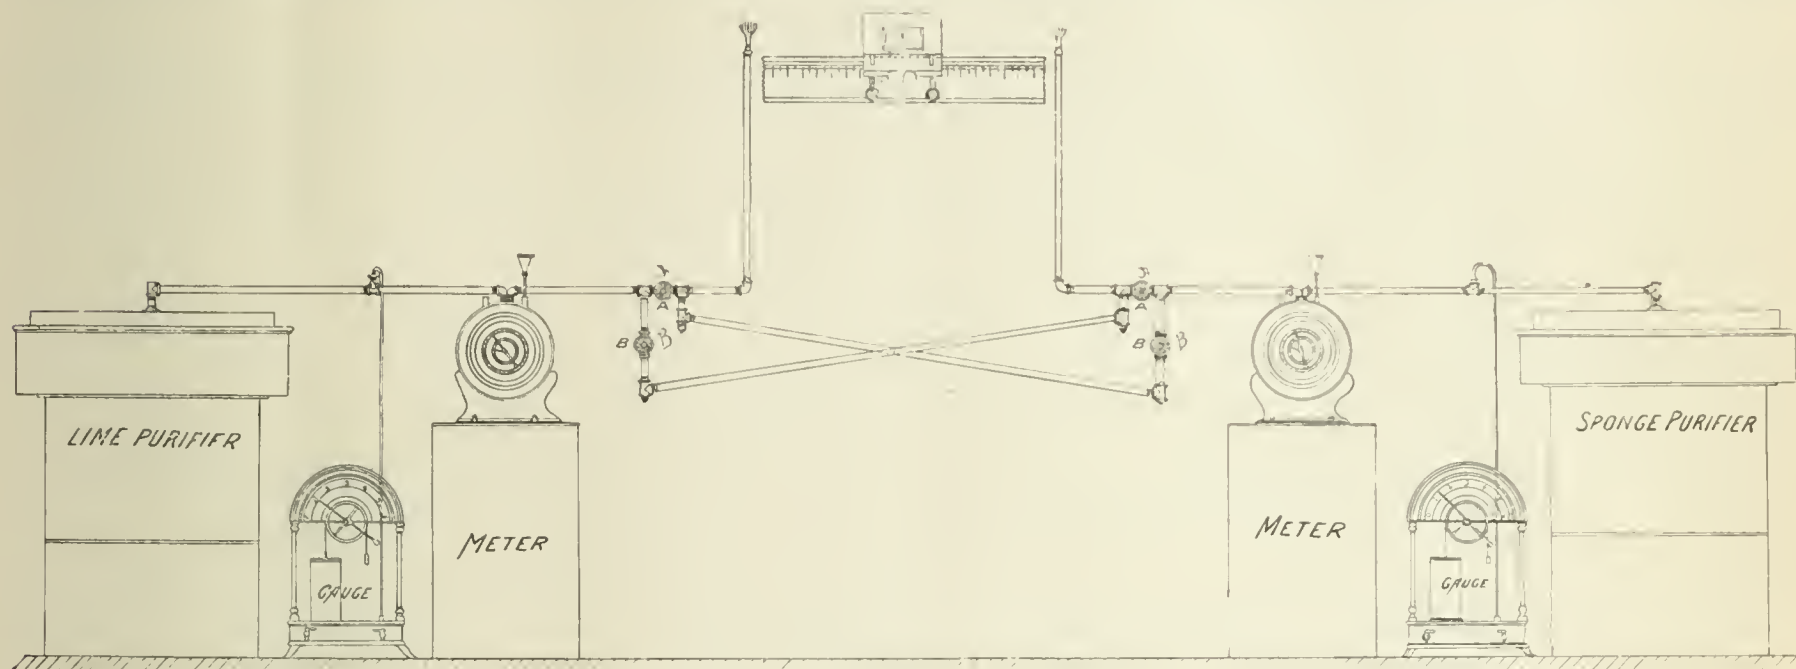 A
A
B B
B B
LIME PURIFIER
SPONGE PURIFIER
METER
METER
GAUGE
GAUGE